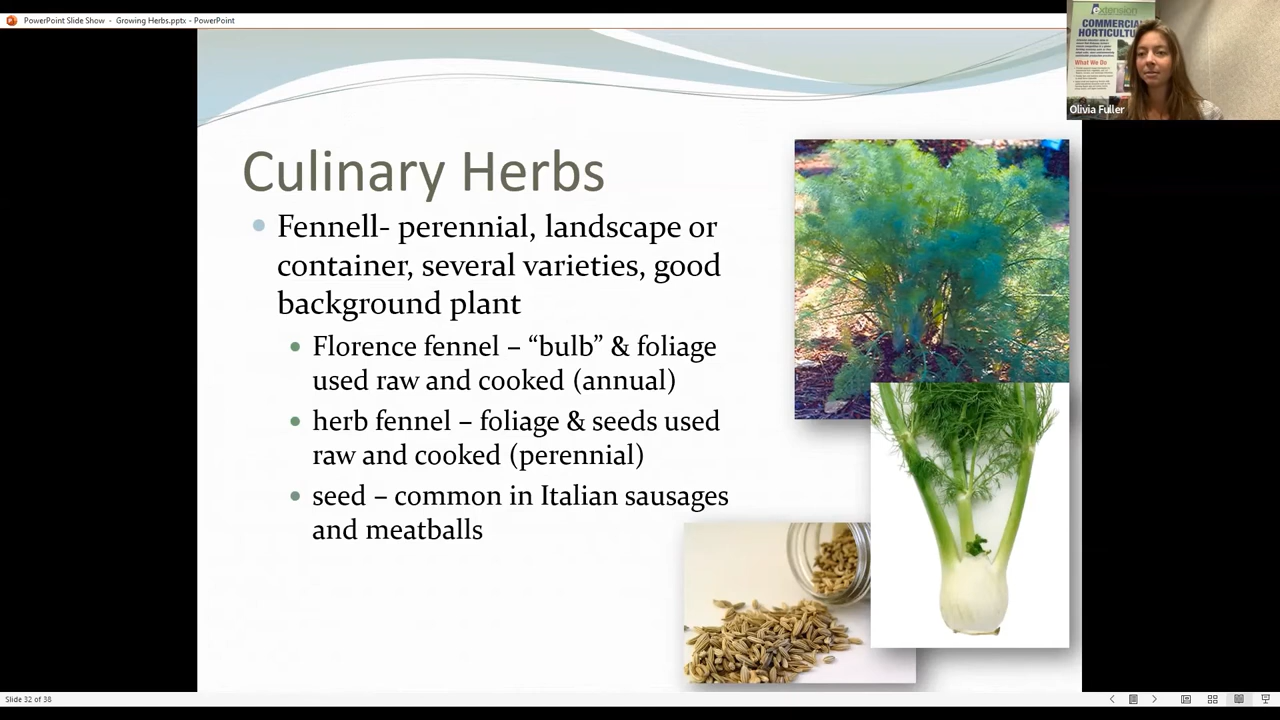 PowerPoint Slide Show - Growing Herbs.pptx - PowerPoint
extension
COMMERCIAL
HORTICULTU
What We Do
Olivia Fuller
Culinary Herbs
Fennell- perennial, landscape or
container, several varieties, good
background plant
Florence fennel – “bulb” & foliage
used raw and cooked (annual)
herb fennel – foliage & seeds used
raw and cooked (perennial)
seed – common in Italian sausages
and meatballs
Slide 32 of 38